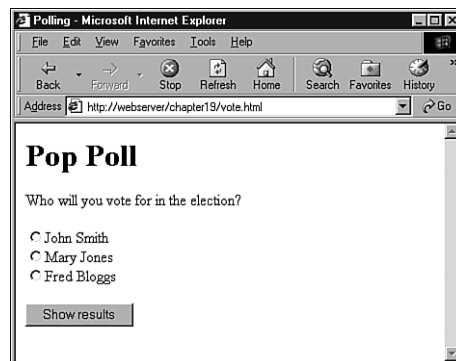 Polling - Microsoft Internet Explorer
File Edit View Favorites Tools Help
Back Forward Stop Refresh Home Search Favorites History »
Address http://webserver/chapter19/vote.html Go
Pop Poll
Who will you vote for in the election?
John Smith
Mary Jones
Fred Bloggs
Show results